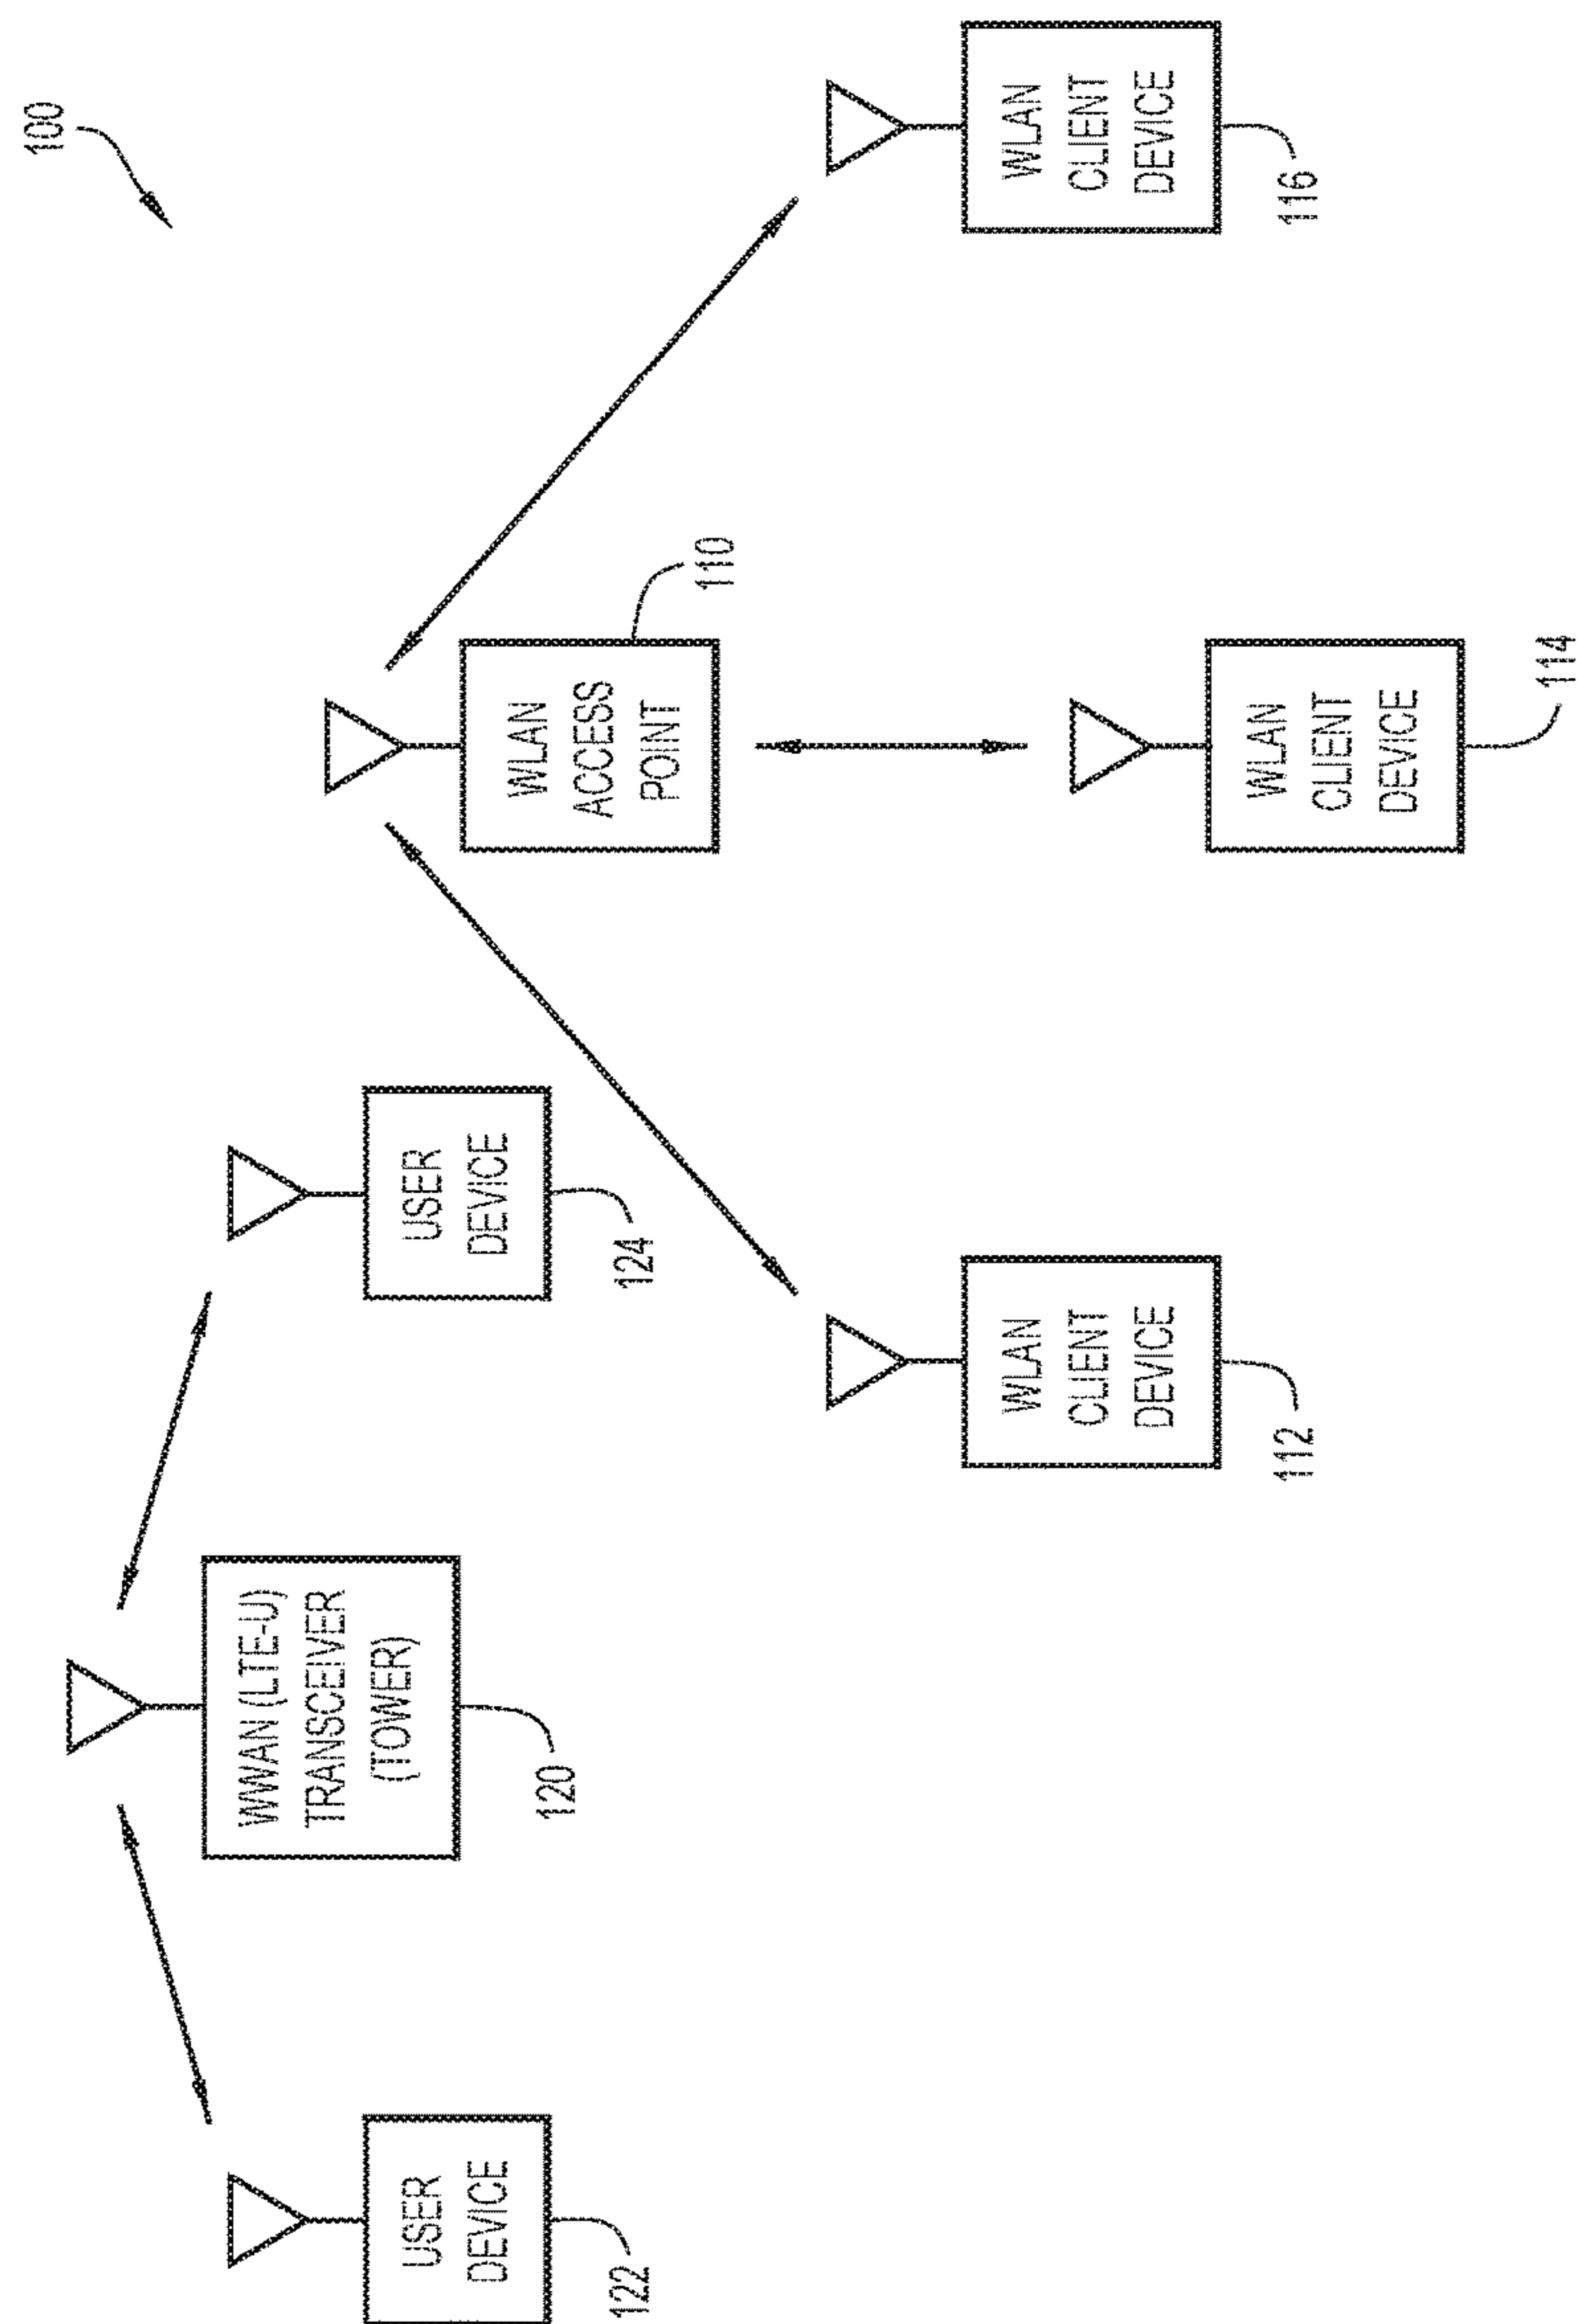 100
WWAN (LTE-U)
TRANSCEIVER
(TOWER)
120
USER
DEVICE
122
USER
DEVICE
124
WLAN
ACCESS
POINT
110
WLAN
CLIENT
DEVICE
112
WLAN
CLIENT
DEVICE
114
WLAN
CLIENT
DEVICE
116